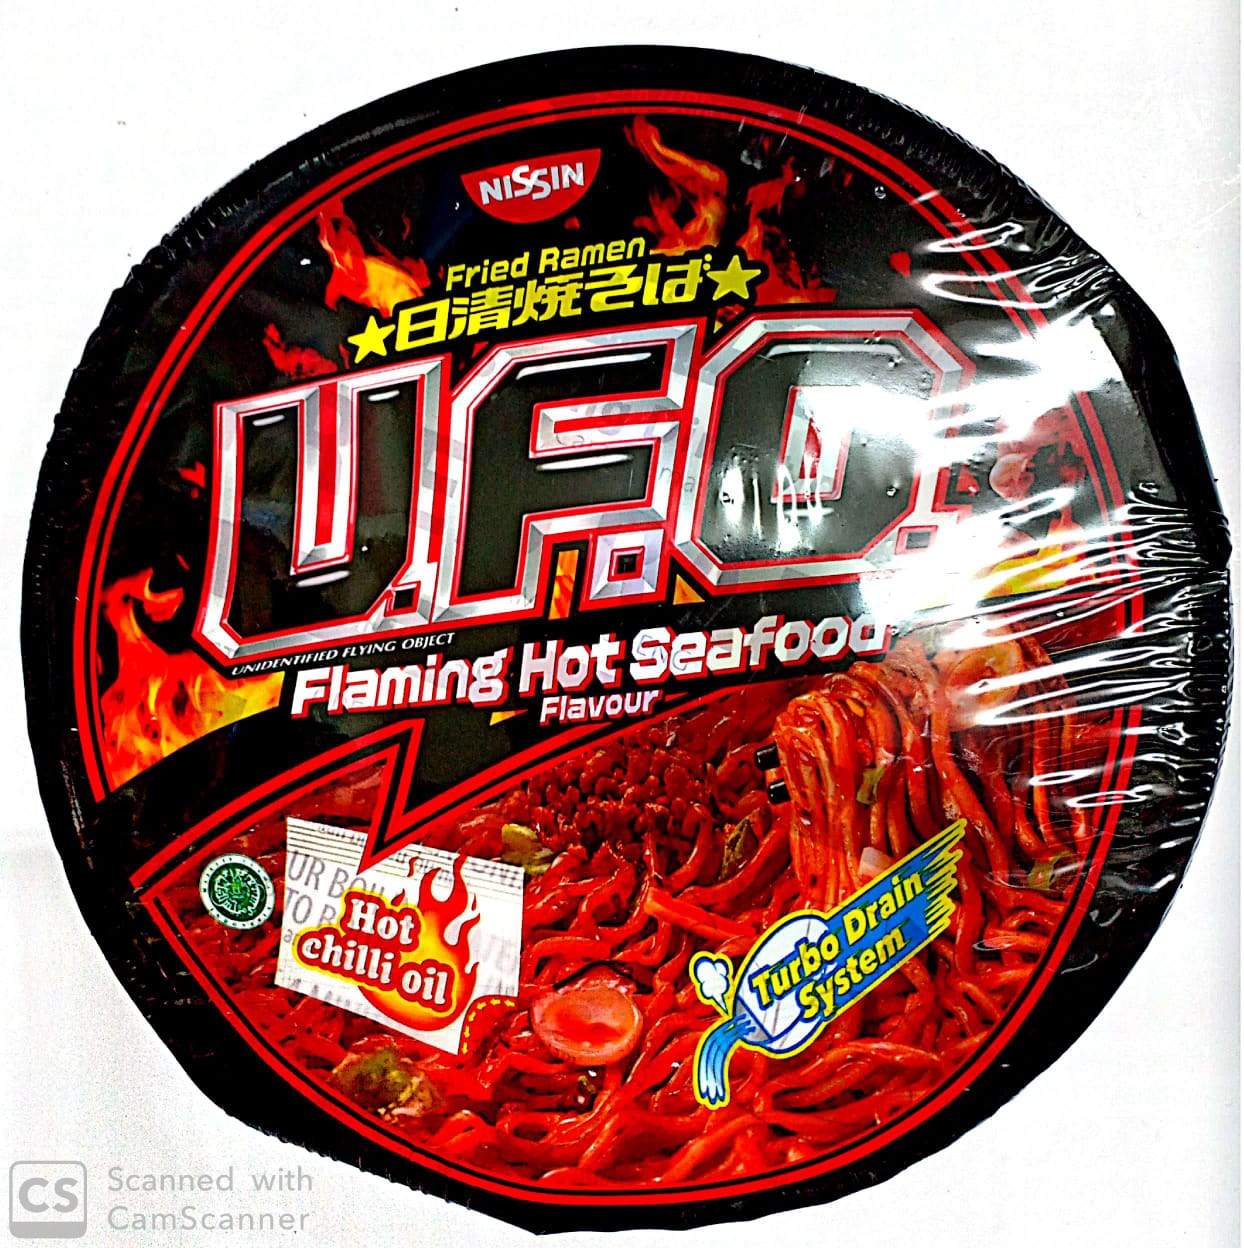 NISSIN
Fried Ramen
★日清焼そば★
U.F.O.
UNIDENTIFIED FLYING OBJECT
Flaming Hot Seafood
Flavour
Hot
chilli oil
Turbo Drain
System
CS
Scanned with
CamScanner